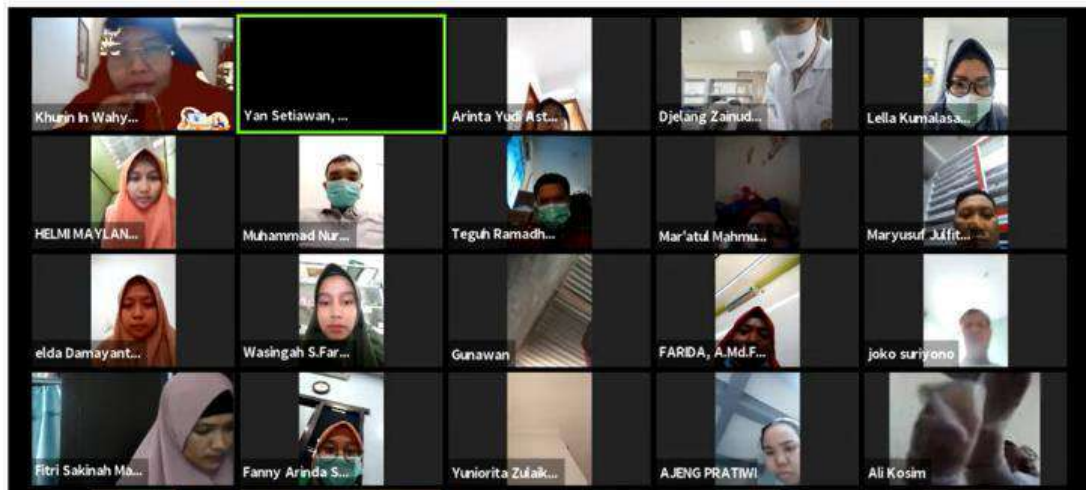 Khurin In Wahy...
Yan Setiawan, ...
Arinta Yudi Ast...
Djelang Zainud...
Lella Kumalasa...
HELMI MAYLAN...
Muhammad Nur...
Teguh Ramadh...
Mar'atul Mahmu...
Maryusuf Julfit...
elda Damayant...
Wasingah S.Far...
Gunawan
FARIDA, A.Md.F...
joko suriyono
Fitri Sakinah Ma...
Fanny Arinda S...
Yuniorita Zulaik...
AJENG PRATIWI
Ali Kosim